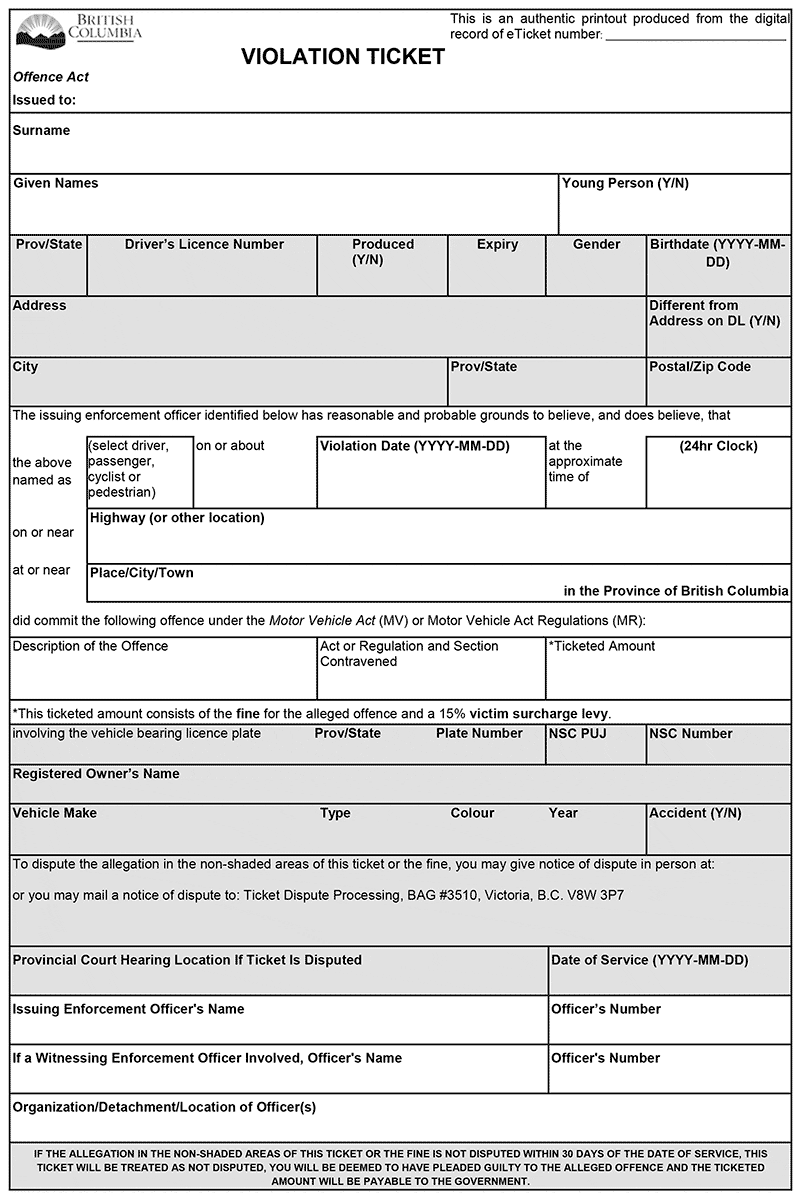 BRITISH
COLUMBIA
This is an authentic printout produced from the digital
record of eTicket number:
VIOLATION TICKET
Offence Act
Issued to:
Surname
Given Names
Young Person (Y/N)
Prov/State
Driver's Licence Number
Produced
(Y/N)
Expiry
Gender
Birthdate (YYYY-MM-
DD)
Address
Different from
Address on DL (Y/N)
City
Prov/State
Postal/Zip Code
The issuing enforcement officer identified below has reasonable and probable grounds to believe, and does believe, that
the above
named as
(select driver,
passenger,
cyclist or
pedestrian)
on or about
Violation Date (YYYY-MM-DD)
at the
approximate
time of
(24hr Clock)
on or near
Highway (or other location)
at or near
Place/City/Town
in the Province of British Columbia
did commit the following offence under the Motor Vehicle Act (MV) or Motor Vehicle Act Regulations (MR):
Description of the Offence
Act or Regulation and Section
Contravened
*Ticketed Amount
*This ticketed amount consists of the fine for the alleged offence and a 15% victim surcharge levy.
involving the vehicle bearing licence plate
Prov/State
Plate Number
NSC PUJ
NSC Number
Registered Owner's Name
Vehicle Make
Type
Colour
Year
Accident (Y/N)
To dispute the allegation in the non-shaded areas of this ticket or the fine, you may give notice of dispute in person at:
or you may mail a notice of dispute to: Ticket Dispute Processing, BAG #3510, Victoria, B.C. V8W 3P7
Provincial Court Hearing Location If Ticket Is Disputed
Date of Service (YYYY-MM-DD)
Issuing Enforcement Officer's Name
Officer's Number
If a Witnessing Enforcement Officer Involved, Officer's Name
Officer's Number
Organization/Detachment/Location of Officer(s)
IF THE ALLEGATION IN THE NON-SHADED AREAS OF THIS TICKET OR THE FINE IS NOT DISPUTED WITHIN 30 DAYS OF THE DATE OF SERVICE, THIS
TICKET WILL BE TREATED AS NOT DISPUTED, YOU WILL BE DEEMED TO HAVE PLEADED GUILTY TO THE ALLEGED OFFENCE AND THE TICKETED
AMOUNT WILL BE PAYABLE TO THE GOVERNMENT.